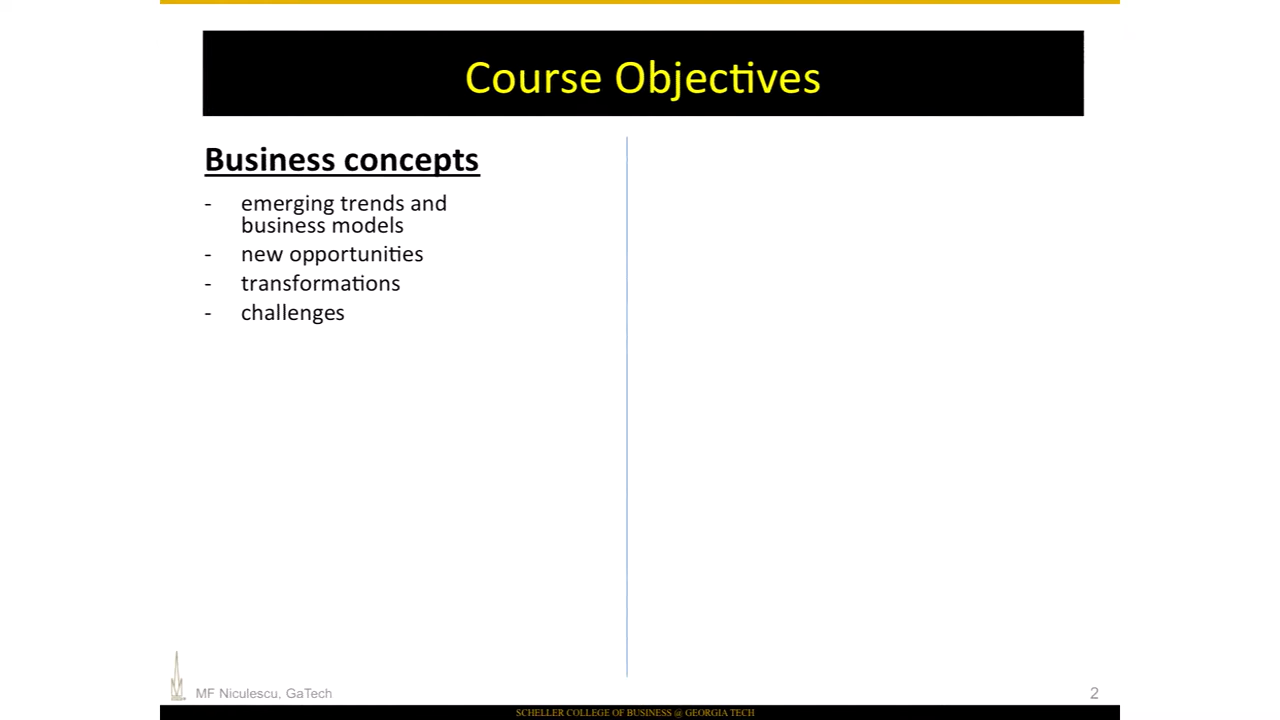 Course Objectives
Business concepts
- emerging trends and
business models
- new opportunities
- transformations
- challenges
MF Niculescu, GaTech
2
SCHELLER COLLEGE OF BUSINESS @ GEORGIA TECH